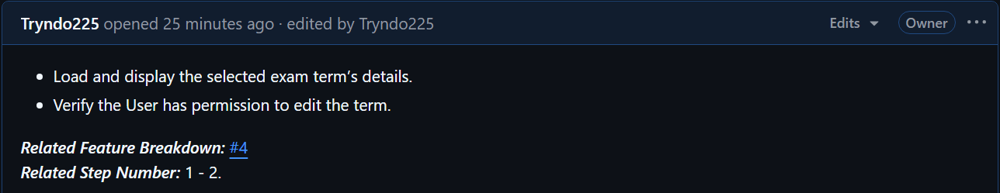 Tryndo225 opened 25 minutes ago · edited by Tryndo225 Edits Owner
• Load and display the selected exam term’s details.
• Verify the User has permission to edit the term.
Related Feature Breakdown: #4
Related Step Number: 1 - 2.